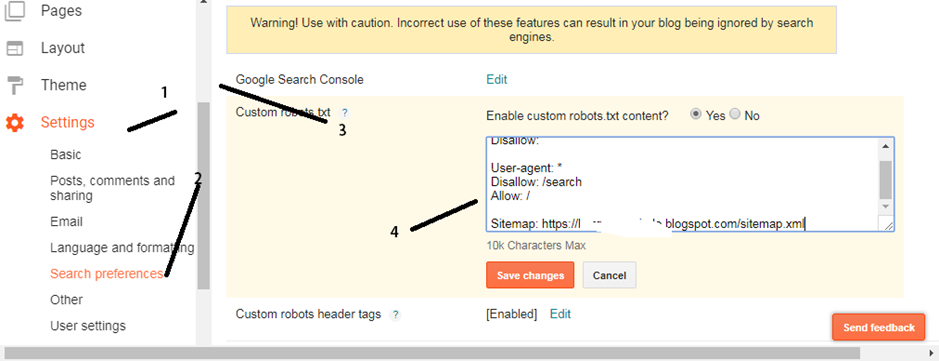 Pages
Layout
Theme
Settings
Basic
Posts, comments and
sharing
Email
Language and formatting
Search preferences
Other
User settings
1
2
Warning! Use with caution. Incorrect use of these features can result in your blog being ignored by search
engines.
Google Search Console Edit
Custom robots.txt ? Enable custom robots.txt content? Yes No
3
Disallow:
User-agent: *
Disallow: /search
Allow: /
4
Sitemap: https:// .blogspot.com/sitemap.xml
10k Characters Max
Save changes Cancel
Custom robots header tags ? [Enabled] Edit
Send feedback